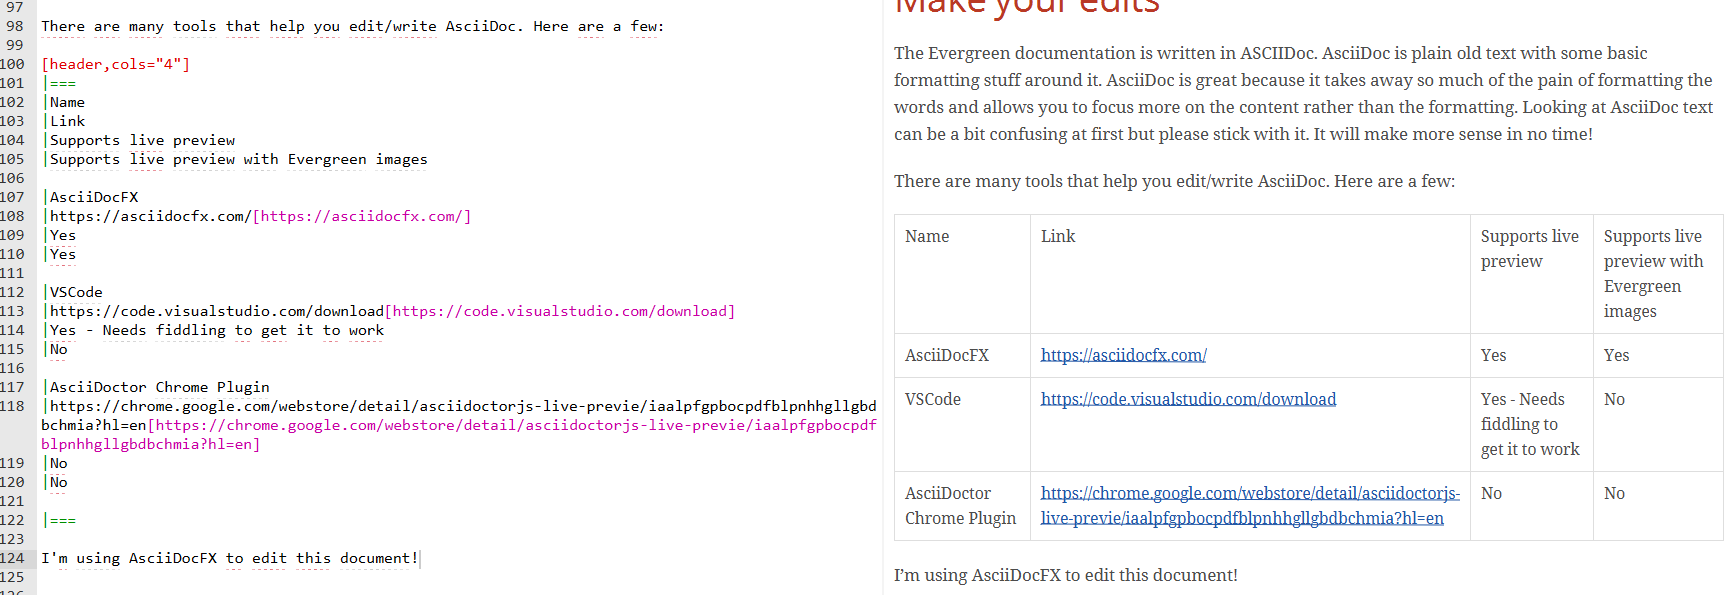 97
98 There are many tools that help you edit/write AsciiDoc. Here are a few:
99
100 [header,cols="4"]
101 |===
102 |Name
103 |Link
104 |Supports live preview
105 |Supports live preview with Evergreen images
106
107 |AsciiDocFX
108 |https://asciidocfx.com/[https://asciidocfx.com/]
109 |Yes
110 |Yes
111
112 |VSCode
113 |https://code.visualstudio.com/download[https://code.visualstudio.com/download]
114 |Yes - Needs fiddling to get it to work
115 |No
116
117 |AsciiDoctor Chrome Plugin
118 |https://chrome.google.com/webstore/detail/asciidoctorjs-live-previe/iaalpfgpbocpdfblpnhhgllgbd
bchmia?hl=en[https://chrome.google.com/webstore/detail/asciidoctorjs-live-previe/iaalpfgpbocpdf
blpnhhgllgbdbchmia?hl=en]
119 |No
120 |No
121
122 |===
123
124 I'm using AsciiDocFX to edit this document!
125
126
Make your edits
The Evergreen documentation is written in ASCIIDoc. AsciiDoc is plain old text with some basic
formatting stuff around it. AsciiDoc is great because it takes away so much of the pain of formatting the
words and allows you to focus more on the content rather than the formatting. Looking at AsciiDoc text
can be a bit confusing at first but please stick with it. It will make more sense in no time!
There are many tools that help you edit/write AsciiDoc. Here are a few:
Name Link Supports live Supports live
preview preview with
Evergreen
images
AsciiDocFX https://asciidocfx.com/ Yes Yes
VSCode https://code.visualstudio.com/download Yes - Needs No
fiddling to
get it to work
AsciiDoctor https://chrome.google.com/webstore/detail/asciidoctorjs- No No
Chrome Plugin live-previe/iaalpfgpbocpdfblpnhhgllgbdbchmia?hl=en
I’m using AsciiDocFX to edit this document!